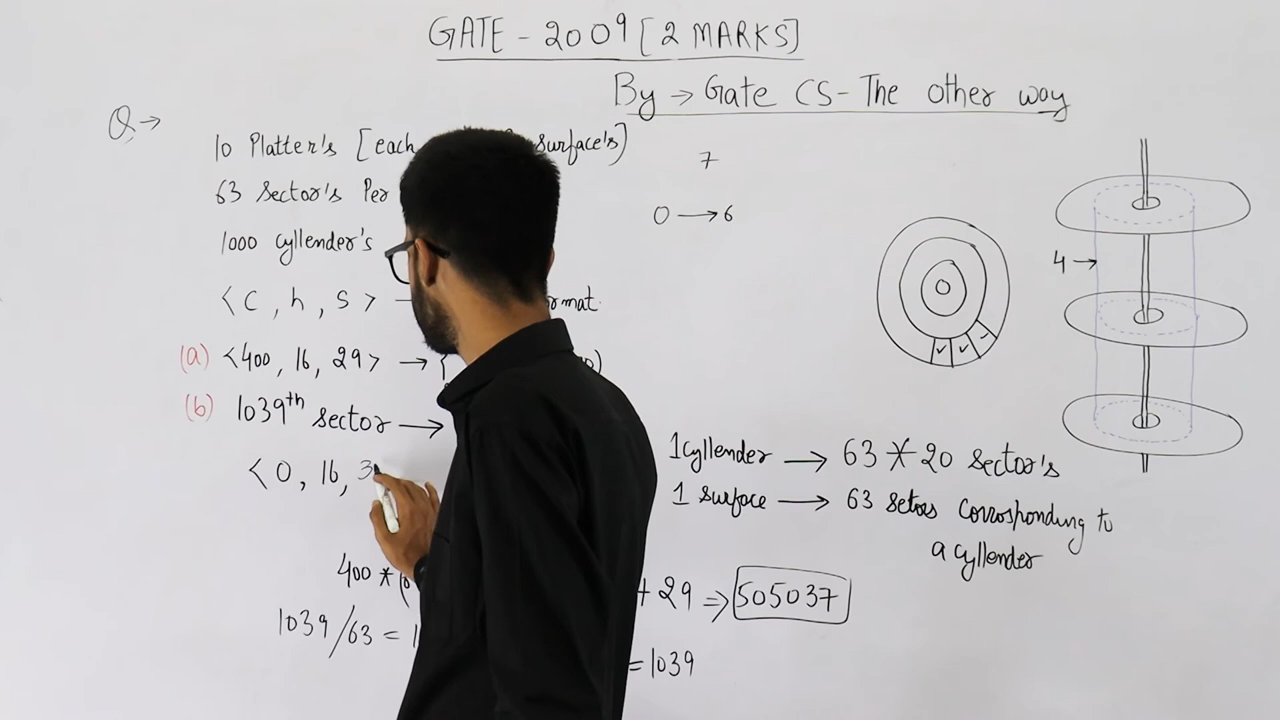 GATE - 2009 [2 MARKS]
By → Gate CS - The other way
Q →
10 Platter's [each surface's]
7
63 Sector's Per
0 → 6
1000 Cyllender's
<C, h, S>
4 →
(a) <400, 16, 29> → {
(b) 1039th Sector →
<0, 16, 3
1 Cyllender → 63 * 20 sector's
1 Surface → 63 setors corrosponding to
a cyllender
400 * (
+ 29 => 505037
1039/63 = 1
= 1039